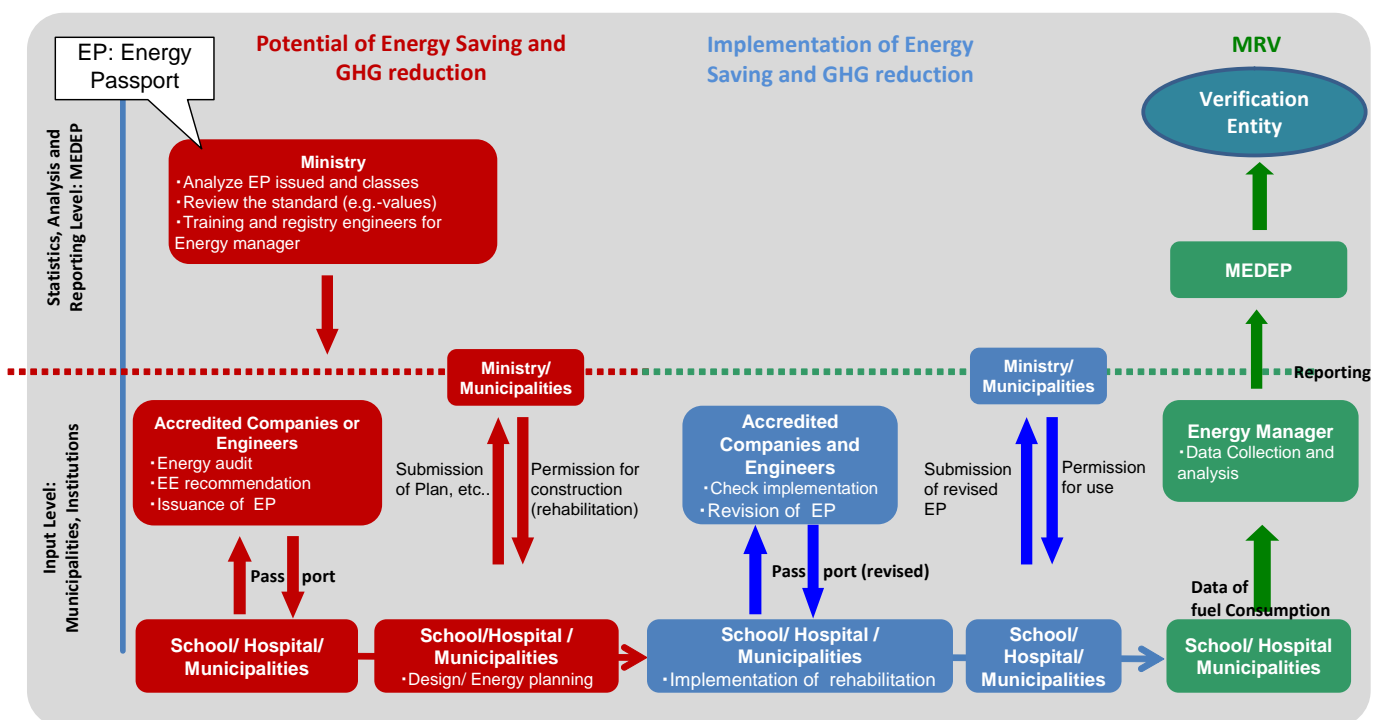 EP: Energy
Passport
Potential of Energy Saving and
GHG reduction
Implementation of Energy
Saving and GHG reduction
MRV
Verification
Entity
Statistics, Analysis and
Reporting Level: MEDEP
Ministry
・Analyze EP issued and classes
・Review the standard (e.g.-values)
・Training and registry engineers for
Energy manager
MEDEP
Ministry/
Municipalities
Ministry/
Municipalities
Reporting
Input Level:
Municipalities, Institutions
Accredited Companies or
Engineers
・Energy audit
・EE recommendation
・Issuance of EP
Submission
of Plan, etc..
Permission for
construction
(rehabilitation)
Accredited
Companies and
Engineers
・Check implementation
・Revision of EP
Submission
of revised
EP
Permission
for use
Energy Manager
・Data Collection and
analysis
Pass port
Pass port (revised)
Data of
fuel Consumption
School/ Hospital/
Municipalities
School/Hospital /
Municipalities
・Design/ Energy planning
School/ Hospital /
Municipalities
・Implementation of rehabilitation
School/
Hospital/
Municipalities
School/ Hospital
Municipalities